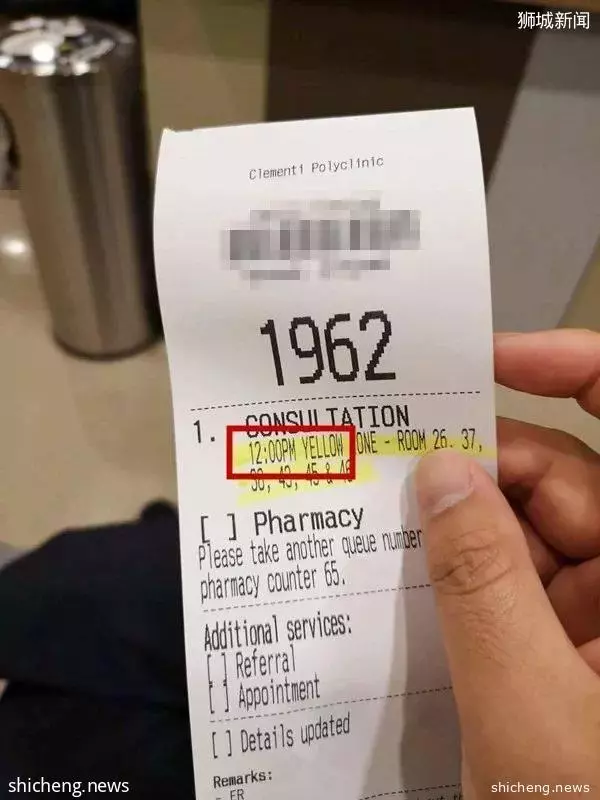 狮城新闻
Clementi Polyclinic
1962
1. CONSULTATION
12:00PM YELLOW ONE - ROOM 26. 37,
38, 43, 45 & 46
[ ] Pharmacy
Please take another queue number
pharmacy counter 65.
Additional services:
[ ] Referral
[ ] Appointment
[ ] Details updated
Remarks:
- ER
shicheng.news
shicheng.news